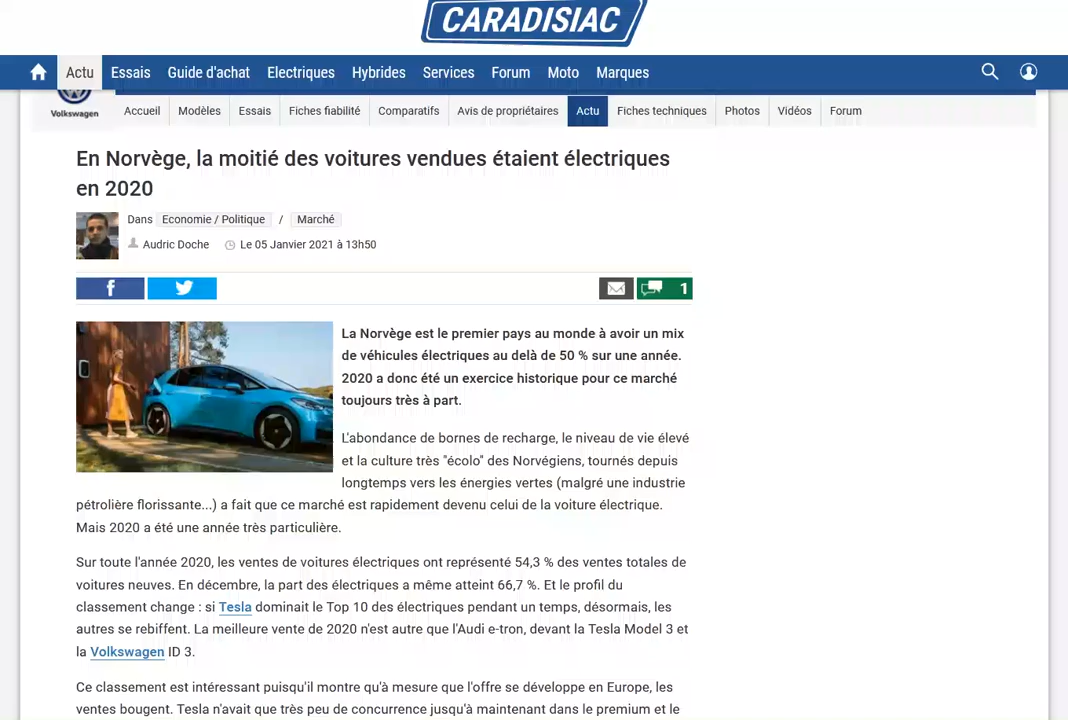 CARADISIAC
Actu Essais Guide d'achat Electriques Hybrides Services Forum Moto Marques
Volkswagen Accueil Modèles Essais Fiches fiabilité Comparatifs Avis de propriétaires Actu Fiches techniques Photos Vidéos Forum
En Norvège, la moitié des voitures vendues étaient électriques
en 2020
Dans Economie / Politique / Marché
Audric Doche Le 05 Janvier 2021 à 13h50
f 1
La Norvège est le premier pays au monde à avoir un mix
de véhicules électriques au delà de 50 % sur une année.
2020 a donc été un exercice historique pour ce marché
toujours très à part.
L'abondance de bornes de recharge, le niveau de vie élevé
et la culture très "écolo" des Norvégiens, tournés depuis
longtemps vers les énergies vertes (malgré une industrie
pétrolière florissante...) a fait que ce marché est rapidement devenu celui de la voiture électrique.
Mais 2020 a été une année très particulière.
Sur toute l'année 2020, les ventes de voitures électriques ont représenté 54,3 % des ventes totales de
voitures neuves. En décembre, la part des électriques a même atteint 66,7 %. Et le profil du
classement change : si Tesla dominait le Top 10 des électriques pendant un temps, désormais, les
autres se rebiffent. La meilleure vente de 2020 n'est autre que l'Audi e-tron, devant la Tesla Model 3 et
la Volkswagen ID 3.
Ce classement est intéressant puisqu'il montre qu'à mesure que l'offre se développe en Europe, les
ventes bougent. Tesla n'avait que très peu de concurrence jusqu'à maintenant dans le premium et le